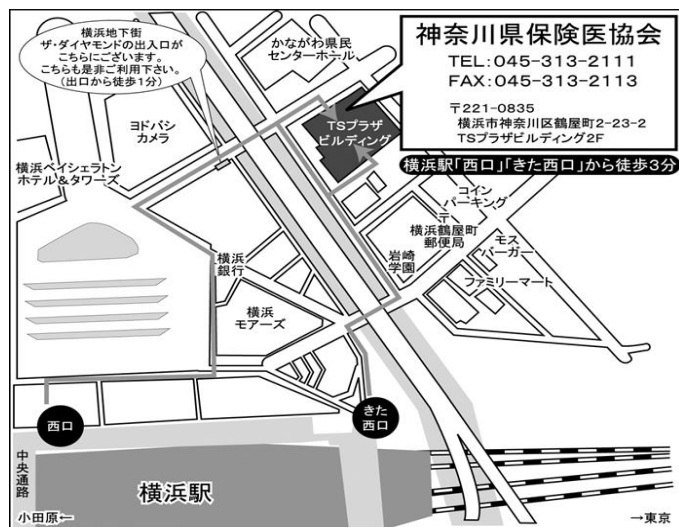 横浜地下街
ザ・ダイヤモンドの出入口が
こちらにございます。
こちらも是非ご利用下さい。
(出口から徒歩1分)
かながわ県民
センターホール
神奈川県保険医協会
TEL:045-313-2111
FAX:045-313-2113
〒221-0835
横浜市神奈川区鶴屋町2-23-2
TSプラザビルディング2F
横浜駅「西口」「きた西口」から徒歩3分
TSプラザ
ビルディング
ヨドバシ
カメラ
横浜ベイシェラトン
ホテル&タワーズ
コイン
パーキング
〒
横浜鶴屋町
郵便局
モス
バーガー
岩崎
学園
ファミリーマート
横浜
銀行
横浜
モアーズ
西口
きた
西口
中央通路
横浜駅
小田原←
→東京